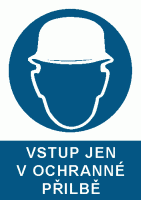 VSTUP JEN
V OCHRANNÉ
PŘILBĚ